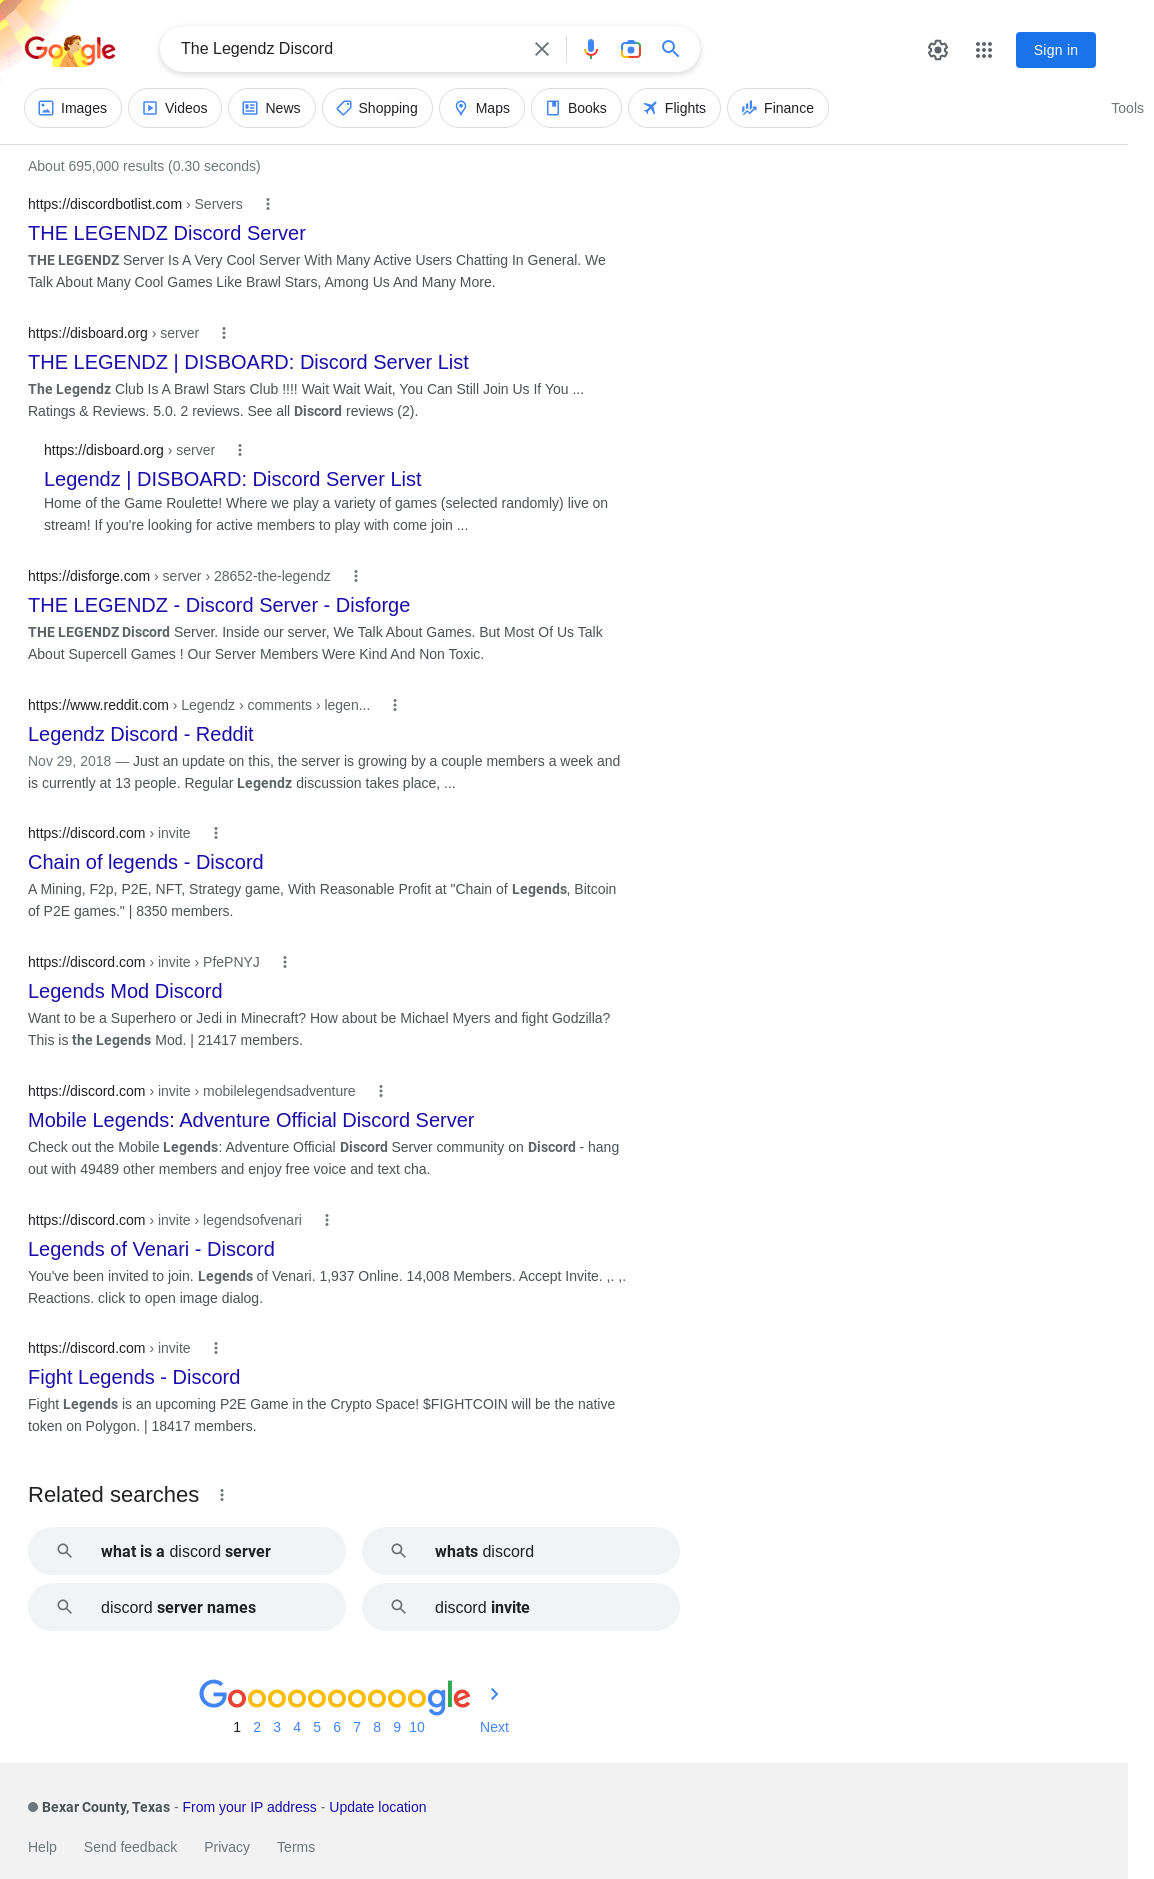 Google
The Legendz Discord
Sign in
Images Videos News Shopping Maps Books Flights Finance Tools
About 695,000 results (0.30 seconds)
https://discordbotlist.com › Servers
THE LEGENDZ Discord Server
THE LEGENDZ Server Is A Very Cool Server With Many Active Users Chatting In General. We
Talk About Many Cool Games Like Brawl Stars, Among Us And Many More.
https://disboard.org › server
THE LEGENDZ | DISBOARD: Discord Server List
The Legendz Club Is A Brawl Stars Club !!!! Wait Wait Wait, You Can Still Join Us If You ...
Ratings & Reviews. 5.0. 2 reviews. See all Discord reviews (2).
https://disboard.org › server
Legendz | DISBOARD: Discord Server List
Home of the Game Roulette! Where we play a variety of games (selected randomly) live on
stream! If you're looking for active members to play with come join ...
https://disforge.com › server › 28652-the-legendz
THE LEGENDZ - Discord Server - Disforge
THE LEGENDZ Discord Server. Inside our server, We Talk About Games. But Most Of Us Talk
About Supercell Games ! Our Server Members Were Kind And Non Toxic.
https://www.reddit.com › Legendz › comments › legen...
Legendz Discord - Reddit
Nov 29, 2018 — Just an update on this, the server is growing by a couple members a week and
is currently at 13 people. Regular Legendz discussion takes place, ...
https://discord.com › invite
Chain of legends - Discord
A Mining, F2p, P2E, NFT, Strategy game, With Reasonable Profit at "Chain of Legends, Bitcoin
of P2E games." | 8350 members.
https://discord.com › invite › PfePNYJ
Legends Mod Discord
Want to be a Superhero or Jedi in Minecraft? How about be Michael Myers and fight Godzilla?
This is the Legends Mod. | 21417 members.
https://discord.com › invite › mobilelegendsadventure
Mobile Legends: Adventure Official Discord Server
Check out the Mobile Legends: Adventure Official Discord Server community on Discord - hang
out with 49489 other members and enjoy free voice and text cha.
https://discord.com › invite › legendsofvenari
Legends of Venari - Discord
You've been invited to join. Legends of Venari. 1,937 Online. 14,008 Members. Accept Invite. ,. ,.
Reactions. click to open image dialog.
https://discord.com › invite
Fight Legends - Discord
Fight Legends is an upcoming P2E Game in the Crypto Space! $FIGHTCOIN will be the native
token on Polygon. | 18417 members.
Related searches
what is a discord server
whats discord
discord server names
discord invite
Goooooooooogle
1 2 3 4 5 6 7 8 9 10 Next
Bexar County, Texas - From your IP address - Update location
Help Send feedback Privacy Terms